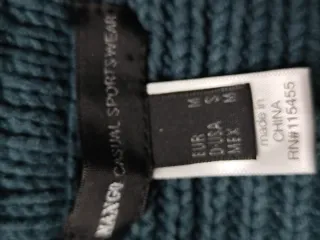 MANGO CASUAL SPORTSWEAR
EUR M
D-USA S
MEX M
made in
CHINA
RN#115455